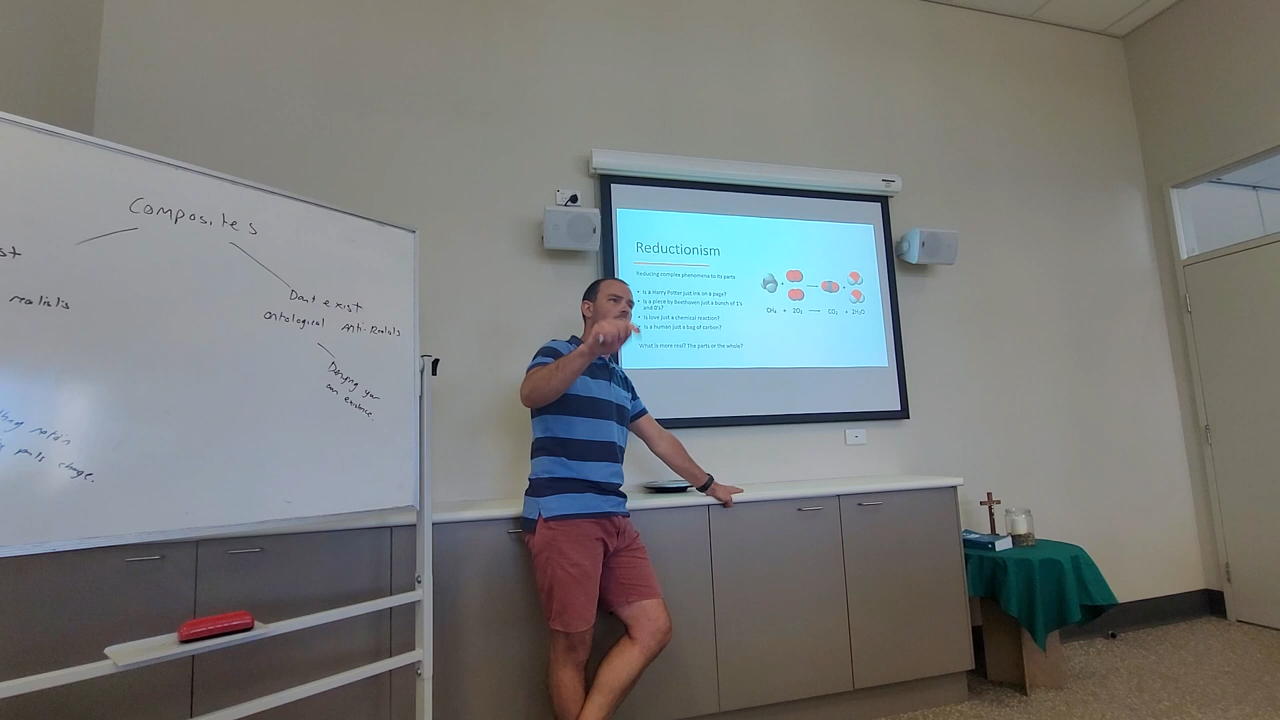 Composites
st
realists
Dont exist
ontological Anti-Realists
Denying your
own existence.
parts change.
Reductionism
Reducing complex phenomena to its parts
• Is a Harry Potter just ink on a page?
• Is a piece by Beethoven just a bunch of 1's
and 0's?
• Is love just a chemical reaction?
Is a human just a bag of carbon?
What is more real? The parts or the whole?
CH₄ + 2O₂ → CO₂ + 2H₂O